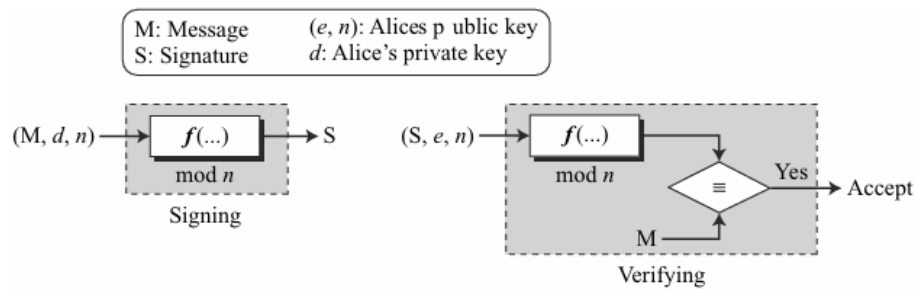 M: Message (e, n): Alices p ublic key
S: Signature d: Alice's private key
(M, d, n) f(...) S
mod n
Signing
(S, e, n) f(...)
mod n
≡
Yes
Accept
M
Verifying